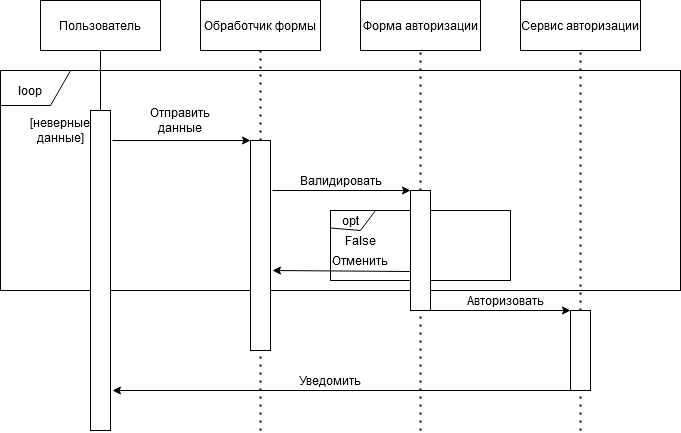 Пользователь
Обработчик формы
Форма авторизации
Сервис авторизации
loop
[неверные
данные]
Отправить
данные
Валидировать
opt
False
Отменить
Авторизовать
Уведомить